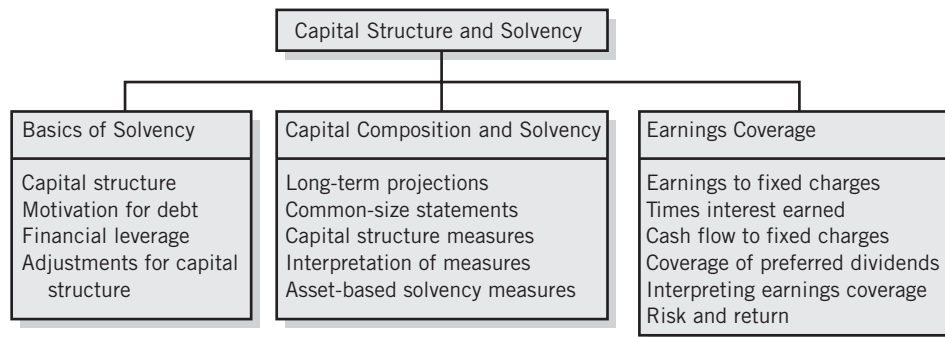 Capital Structure and Solvency
Basics of Solvency
Capital structure
Motivation for debt
Financial leverage
Adjustments for capital
structure
Capital Composition and Solvency
Long-term projections
Common-size statements
Capital structure measures
Interpretation of measures
Asset-based solvency measures
Earnings Coverage
Earnings to fixed charges
Times interest earned
Cash flow to fixed charges
Coverage of preferred dividends
Interpreting earnings coverage
Risk and return